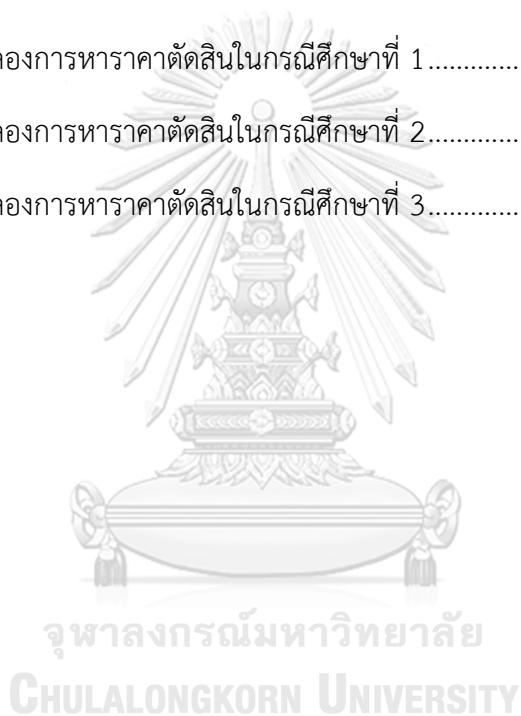 องการหาราคาตัดสินในกรณีศึกษาที่ 1.............
องการหาราคาตัดสินในกรณีศึกษาที่ 2.............
องการหาราคาตัดสินในกรณีศึกษาที่ 3.............
จุฬาลงกรณ์มหาวิทยาลัย
CHULALONGKORN UNIVERSITY